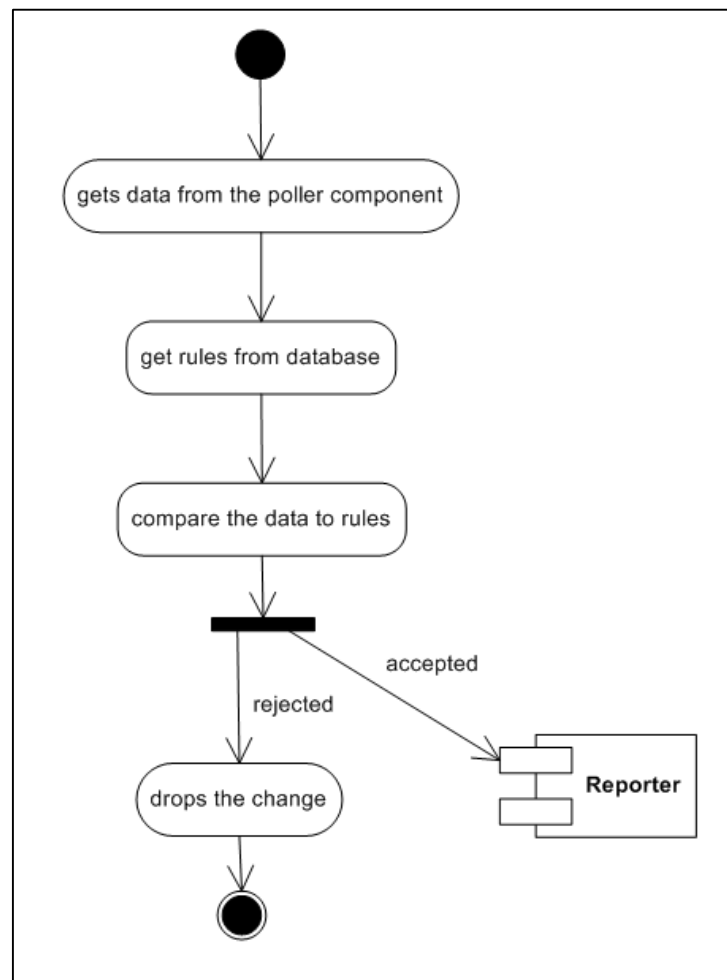 gets data from the poller component
get rules from database
compare the data to rules
accepted
rejected
Reporter
drops the change